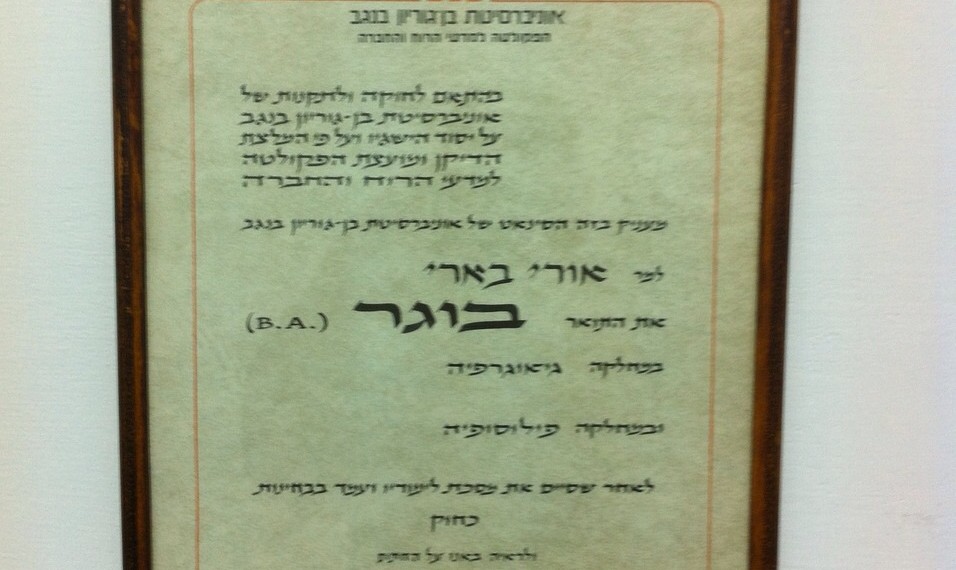 אוניברסיטת בן-גוריון בנגב
הפקולטה למדעי הרוח והחברה
בהתאם לחוקה ולתקנות של
אוניברסיטת בן-גוריון בנגב
על יסוד הישגיו ועל פי המלצת
הדיקן ומועצת הפקולטה
למדעי הרוח והחברה
מעניק בזה הסינאט של אוניברסיטת בן-גוריון בנגב
למר אורי בארי
את התואר בוגר (B.A.)
במחלקה גיאוגרפיה
ובמחלקה פילוסופיה
לאחר שסיים את מסכת לימודיו ועמד בבחינות
כחוק
ולראיה באנו על החתום